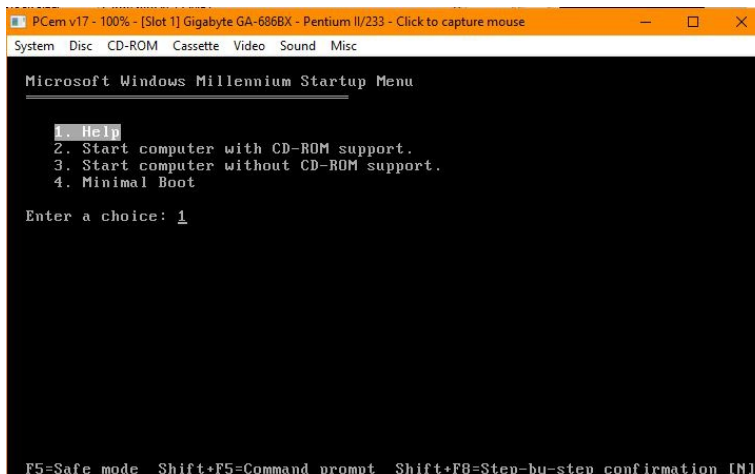 PCem v17 - 100% - [Slot 1] Gigabyte GA-686BX - Pentium II/233 - Click to capture mouse
System Disc CD-ROM Cassette Video Sound Misc
Microsoft Windows Millennium Startup Menu
1. Help
2. Start computer with CD-ROM support.
3. Start computer without CD-ROM support.
4. Minimal Boot
Enter a choice: 1
F5=Safe mode Shift+F5=Command prompt Shift+F8=Step-by-step confirmation [N]